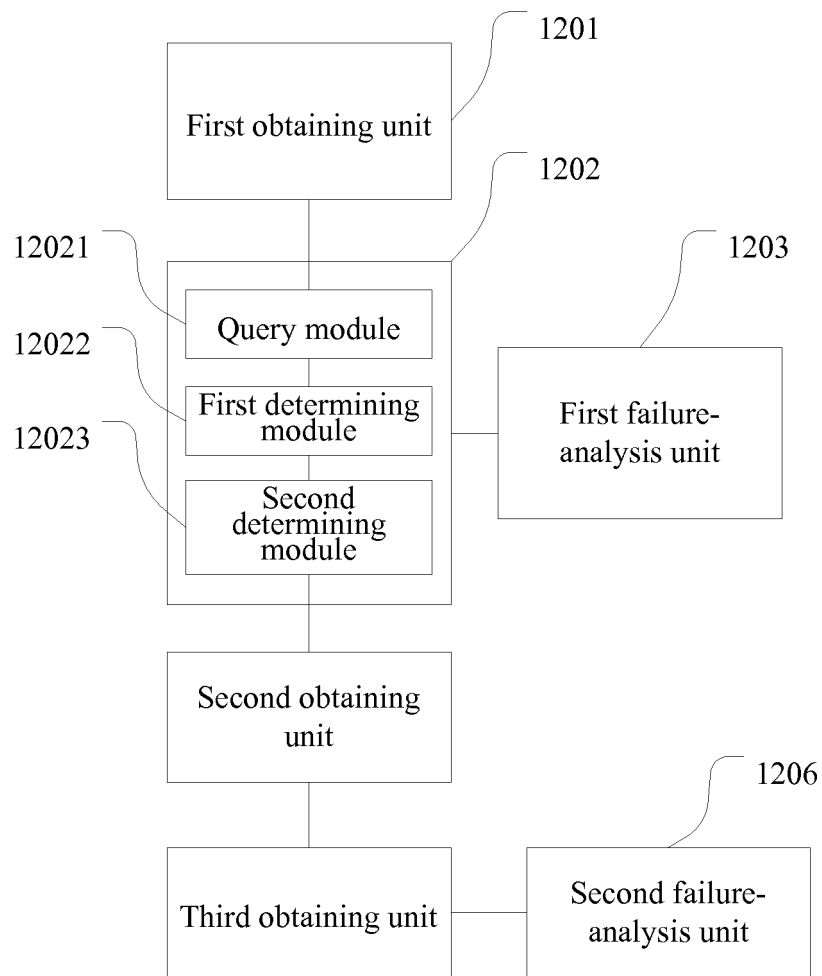 1201
First obtaining unit
1202
12021
1203
Query module
12022
First determining
module
First failure-
analysis unit
12023
Second
determining
module
Second obtaining
unit
1206
Third obtaining unit
Second failure-
analysis unit